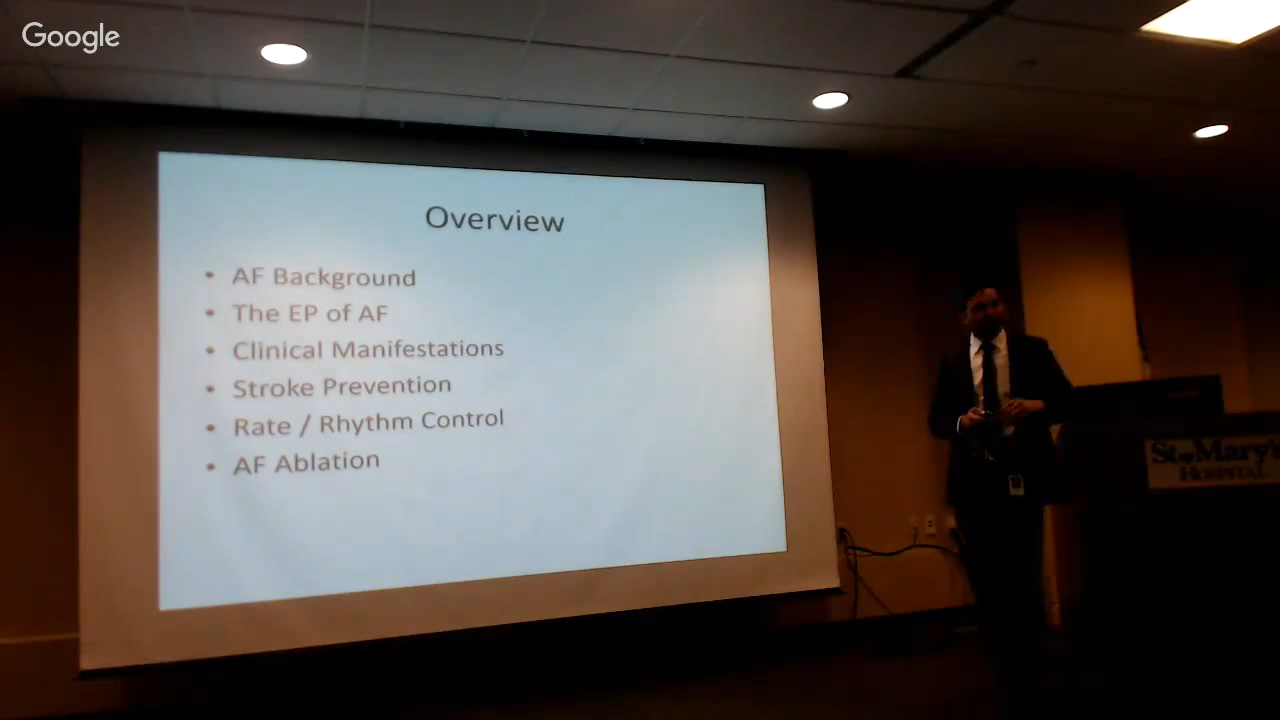 Google
Overview
• AF Background
• The EP of AF
• Clinical Manifestations
• Stroke Prevention
• Rate / Rhythm Control
• AF Ablation
St. Mary's
HOSPITAL